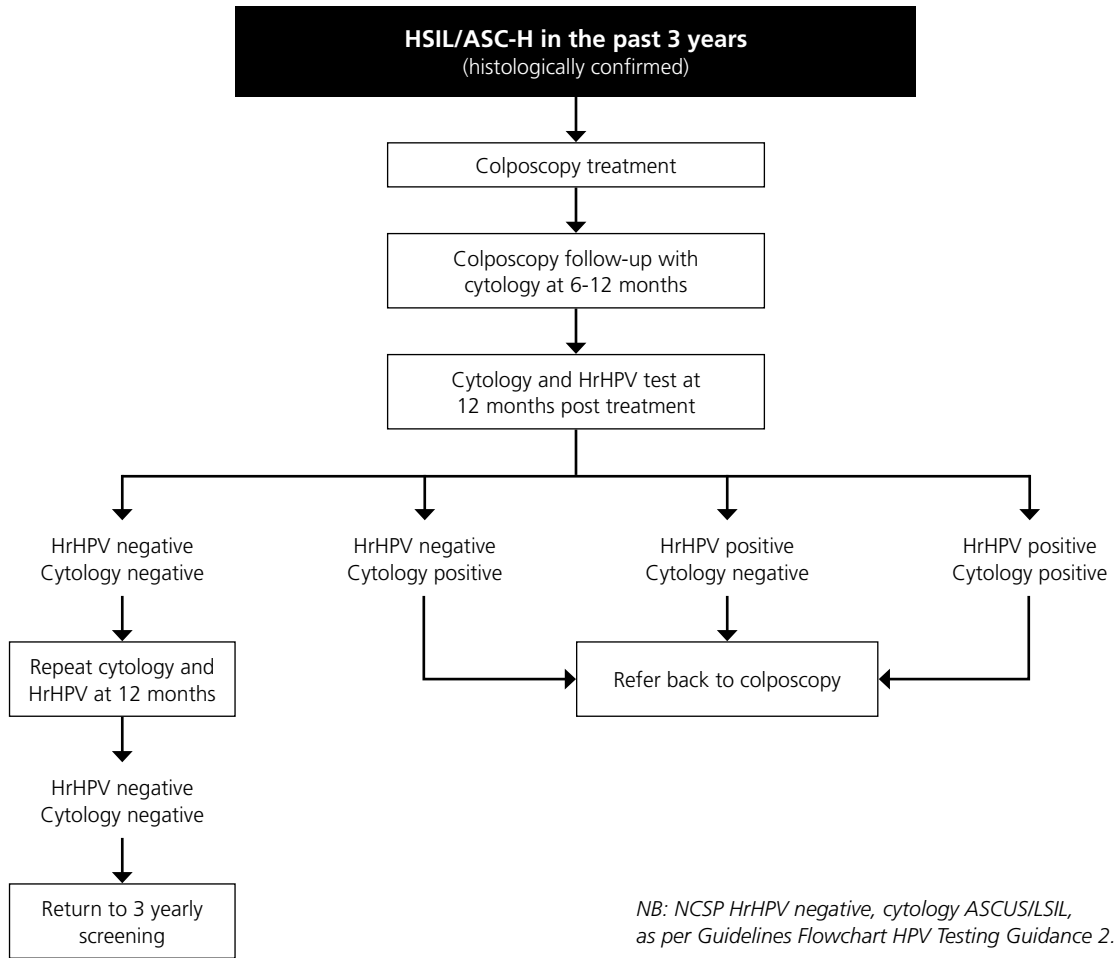 HSIL/ASC-H in the past 3 years
(histologically confirmed)
Colposcopy treatment
Colposcopy follow-up with
cytology at 6-12 months
Cytology and HrHPV test at
12 months post treatment
HrHPV negative
Cytology negative
HrHPV negative
Cytology positive
HrHPV positive
Cytology negative
HrHPV positive
Cytology positive
Repeat cytology and
HrHPV at 12 months
Refer back to colposcopy
HrHPV negative
Cytology negative
Return to 3 yearly
screening
NB: NCSP HrHPV negative, cytology ASCUS/LSIL,
as per Guidelines Flowchart HPV Testing Guidance 2.